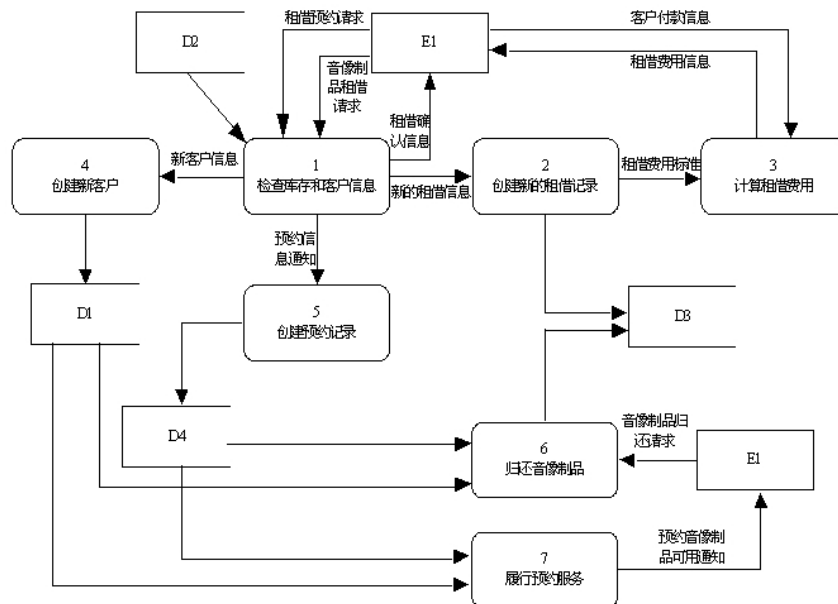 租借预约请求
客户付款信息
D2
E1
音像制
品租借
请求
租借费用信息
租借确
认信息
4
创建新客户
新客户信息
1
检查库存和客户信息
新的租借信息
2
创建新的租借记录
租借费用标准
3
计算租借费用
预约信
息通知
D1
5
创建预约记录
D3
D4
6
归还音像制品
音像制品归
还请求
E1
7
履行预约服务
预约音像制
品可用通知